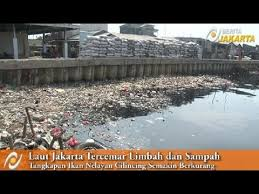 BERITA
JAKARTA
Laut Jakarta Tercemar Limbah dan Sampah
Tangkapan Ikan Nelayan Cilincing Semakin Berkurang